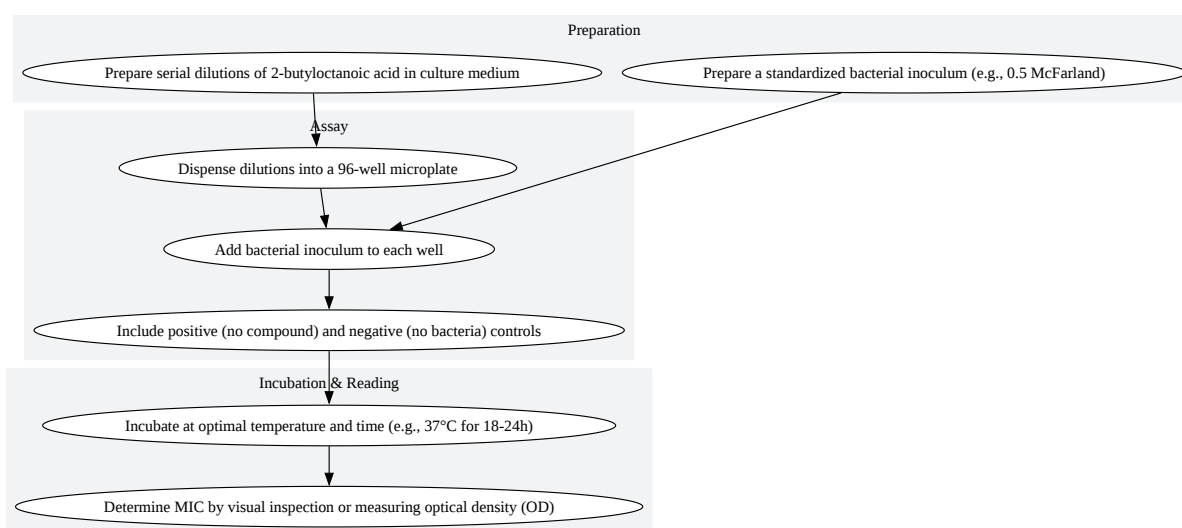 Preparation
Prepare serial dilutions of 2-butyloctanoic acid in culture medium
Prepare a standardized bacterial inoculum (e.g., 0.5 McFarland)
Assay
Dispense dilutions into a 96-well microplate
Add bacterial inoculum to each well
Include positive (no compound) and negative (no bacteria) controls
Incubation & Reading
Incubate at optimal temperature and time (e.g., 37°C for 18-24h)
Determine MIC by visual inspection or measuring optical density (OD)